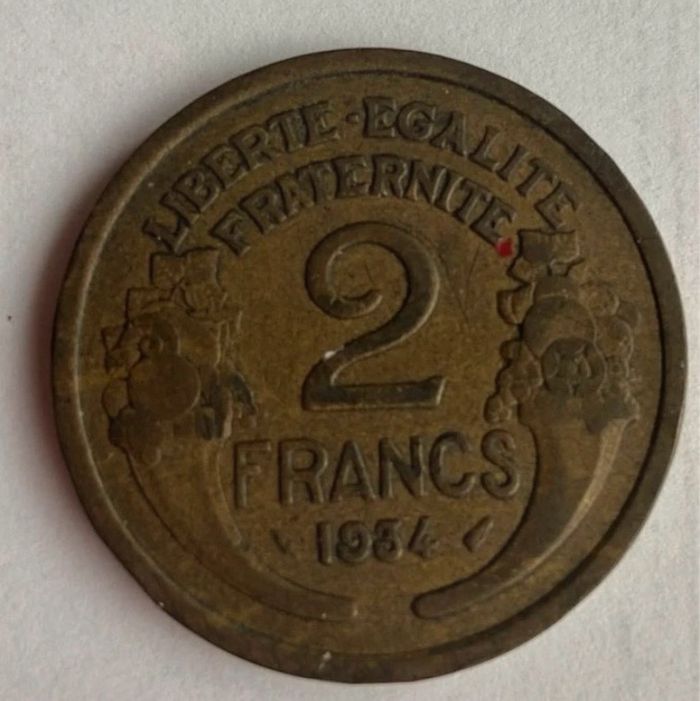 LIBERTE·EGALITE
FRATERNITE
2
FRANCS
1934